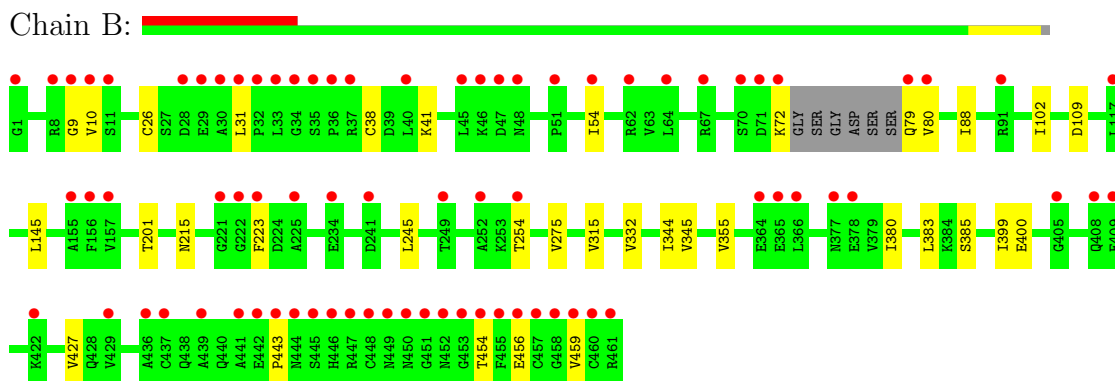 Chain B:
G1 R8 G9 V10 S11 C26 S27 D28 E29 A30 L31 P32 L33 G34 S35 P36 R37 C38 D39 L40 K41 L45 K46 D47 N48 P51 I54 R62 V63 L64 R67 S70 D71 K72 GLY SER GLY ASP SER SER Q79 V80 I88 R91 I102 D109 L117
L145 A155 F156 V157 T201 N215 G221 G222 F223 D224 A225 E234 D241 L245 T249 A252 K253 T254 V275 V315 V332 I344 V345 V355 E364 E365 L366 N377 E378 V379 I380 L383 K384 S385 I399 E400 G405 Q408 E409
K422 V427 Q428 V429 A436 C437 Q438 A439 Q440 A441 E442 P443 N444 S445 H446 R447 C448 N449 N450 G451 N452 G453 T454 F455 E456 C457 G458 V459 C460 R461